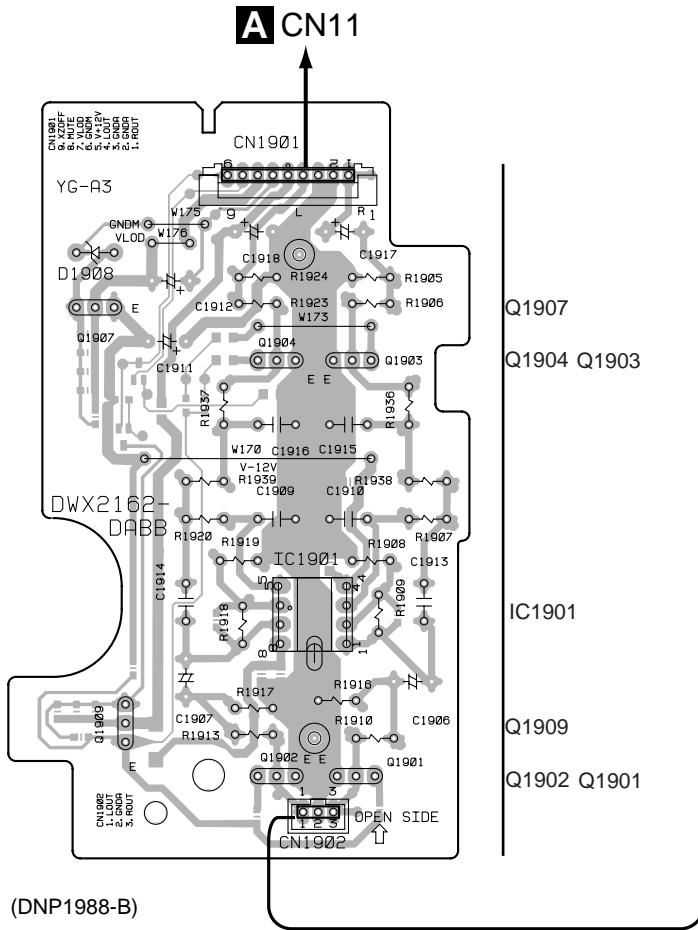 A CN11
CN1901
9. XZOFF
8. MUTE
7. VLOD
6. GNDM
5. V+12V
4. LOUT
3. GNDA
2. GNDA
1. ROUT
CN1901
9 2 1
YG-A3
9 L R 1
W175
GNDM
VLOD
W176
D1908
C1918
C1917
R1924
R1905
C1912
R1923
R1906
E
W173
Q1907
Q1907
Q1904
Q1903
Q1904 Q1903
E E
C1911
R1937
R1936
W170
C1916
C1915
V-12V
R1939
R1938
C1909
C1910
DWX2162-
DABB
R1920
R1907
R1919
IC1901
R1908
C1913
C1914
5 4
R1918
R1909
IC1901
8 1
R1917
R1916
Q1909
C1907
R1913
R1910
C1906
Q1909
E
Q1902
E E
Q1901
Q1902 Q1901
1 3
CN1902
1. LOUT
2. GNDA
3. ROUT
1 2 3
OPEN SIDE
CN1902
(DNP1988-B)